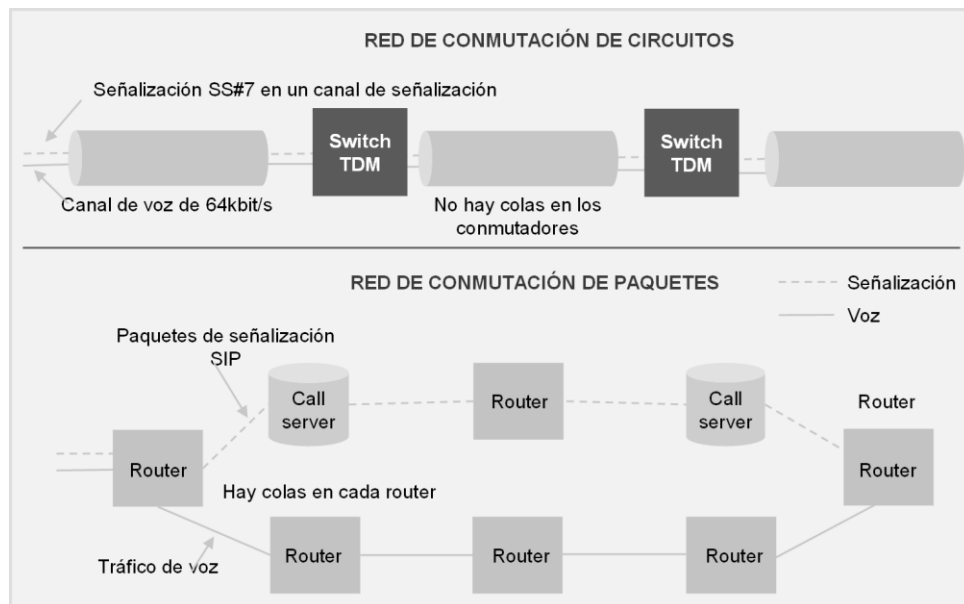 RED DE CONMUTACIÓN DE CIRCUITOS
Señalización SS#7 en un canal de señalización
Switch
TDM
Switch
TDM
Canal de voz de 64kbit/s
No hay colas en los
conmutadores
RED DE CONMUTACIÓN DE PAQUETES
Señalización
Voz
Paquetes de señalización
SIP
Call
server
Router
Call
server
Router
Router
Router
Hay colas en cada router
Tráfico de voz
Router
Router
Router